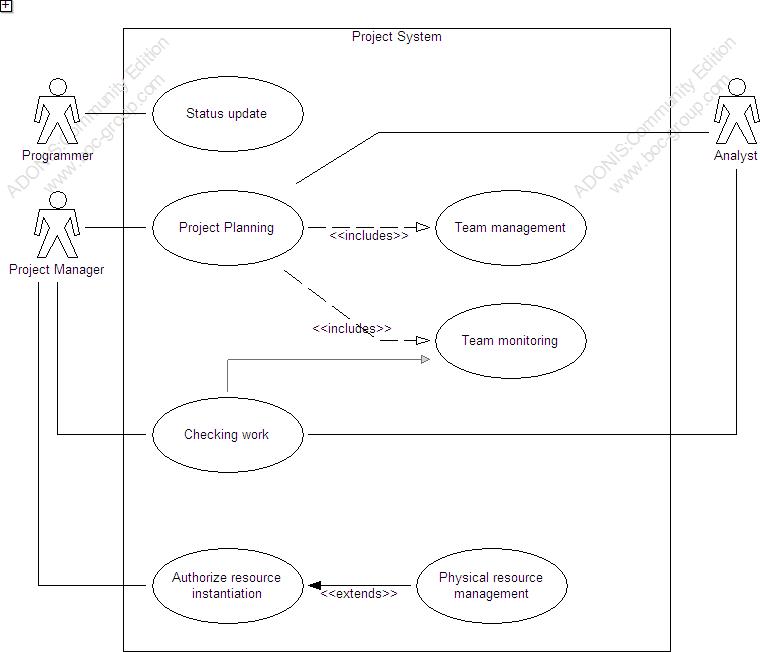 Project System
ADONIS:Community Edition
www.boc-group.com
ADONIS:Community Edition
www.boc-group.com
Status update
Programmer
Analyst
Project Planning
<<includes>>
Team management
Project Manager
<<includes>>
Team monitoring
Checking work
Authorize resource
instantiation
<<extends>>
Physical resource
management